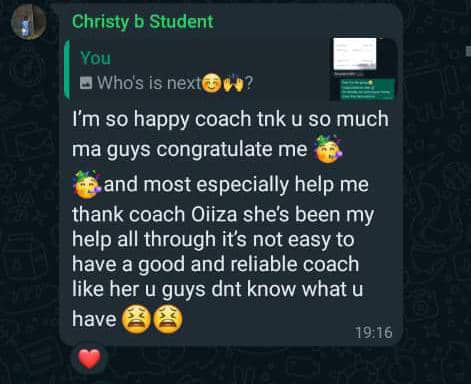 Christy b Student
You
Who's is next😊🙌?
I'm so happy coach tnk u so much
ma guys congratulate me 🥳
🥳and most especially help me
thank coach Oiiza she's been my
help all through it's not easy to
have a good and reliable coach
like her u guys dnt know what u
have 😫😫
19:16